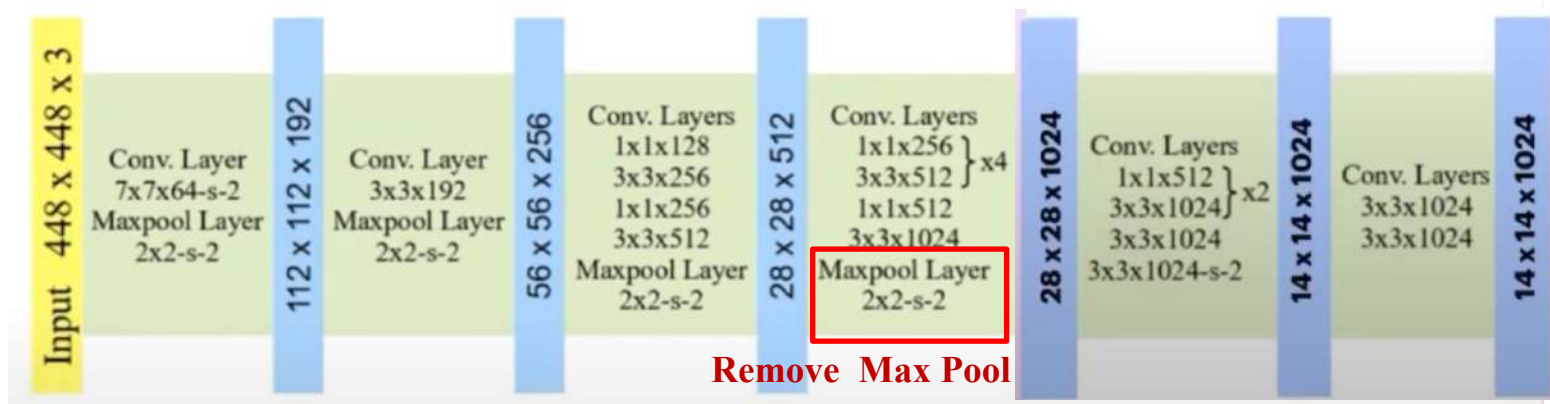 Input 448 x 448 x 3
Conv. Layer
7x7x64-s-2
Maxpool Layer
2x2-s-2
112 x 112 x 192
Conv. Layer
3x3x192
Maxpool Layer
2x2-s-2
56 x 56 x 256
Conv. Layers
1x1x128
3x3x256
1x1x256
3x3x512
Maxpool Layer
2x2-s-2
28 x 28 x 512
Conv. Layers
1x1x256
3x3x512 } x4
1x1x512
3x3x1024
Maxpool Layer
2x2-s-2
Remove Max Pool
28 x 28 x 1024
Conv. Layers
1x1x512
3x3x1024 } x2
3x3x1024
3x3x1024-s-2
14 x 14 x 1024
Conv. Layers
3x3x1024
3x3x1024
14 x 14 x 1024